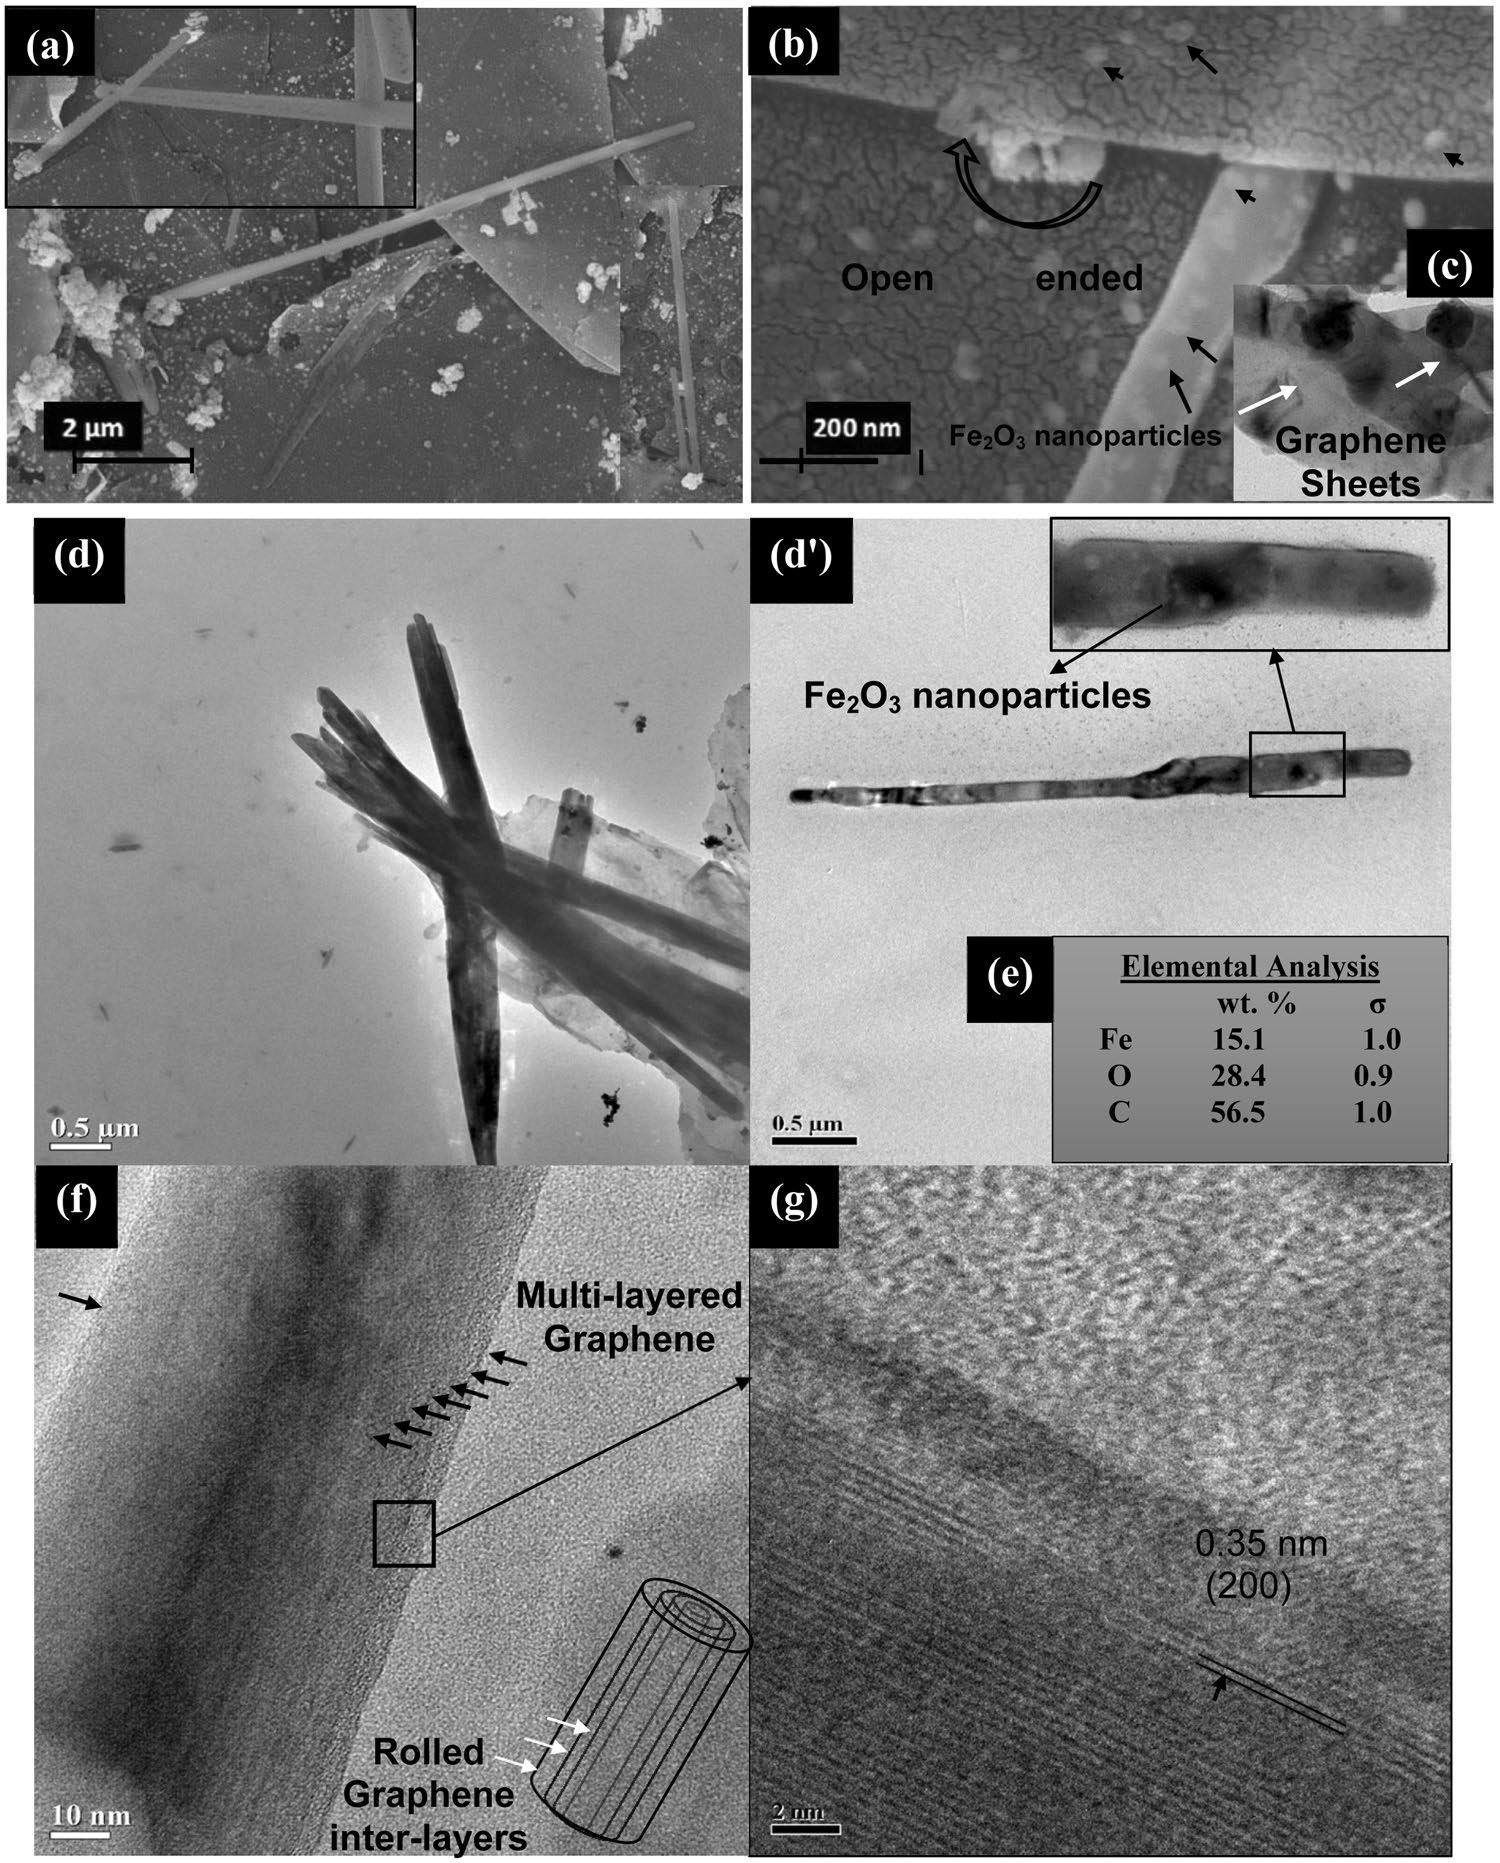 (a)
2 µm
(b)
Open ended
200 nm
Fe₂O₃ nanoparticles
(c)
Graphene
Sheets
(d)
0.5 µm
(d')
Fe₂O₃ nanoparticles
0.5 µm
(e)
Elemental Analysis
wt. % σ
Fe 15.1 1.0
O 28.4 0.9
C 56.5 1.0
(f)
Multi-layered
Graphene
Rolled
Graphene
inter-layers
10 nm
(g)
0.35 nm
(200)
2 nm